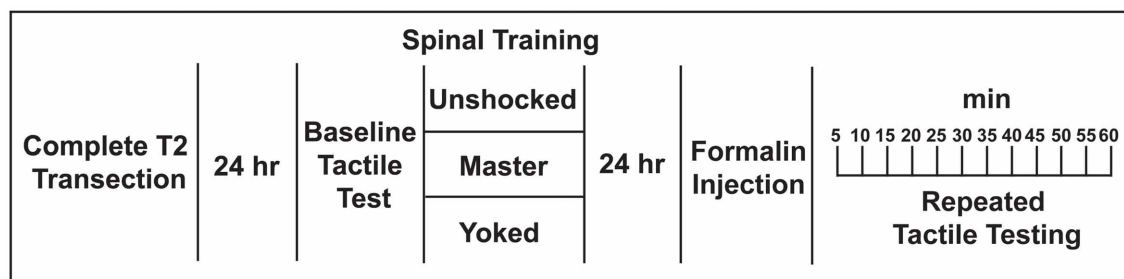 Spinal Training
Complete T2
Transection
24 hr
Baseline
Tactile
Test
Unshocked
Master
Yoked
24 hr
Formalin
Injection
min
5 10 15 20 25 30 35 40 45 50 55 60
Repeated
Tactile Testing